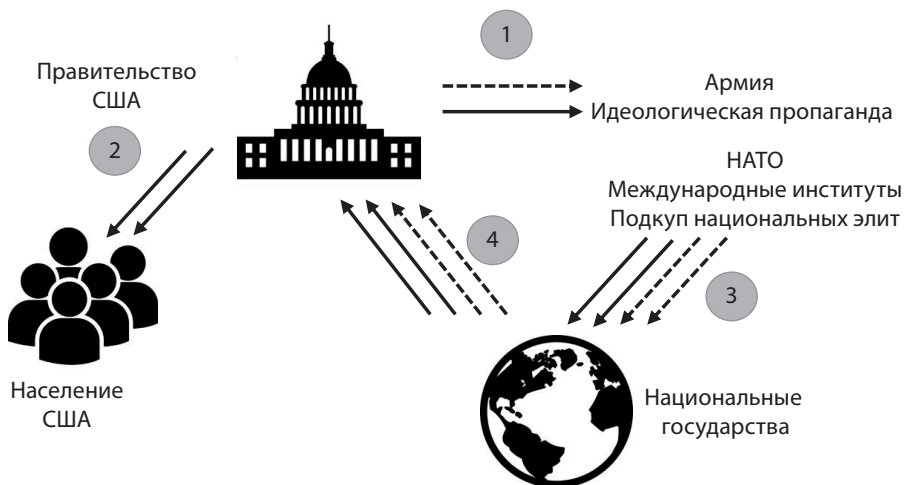 1
Правительство
США
Армия
Идеологическая пропаганда
2
НАТО
Международные институты
Подкуп национальных элит
4
3
Население
США
Национальные
государства